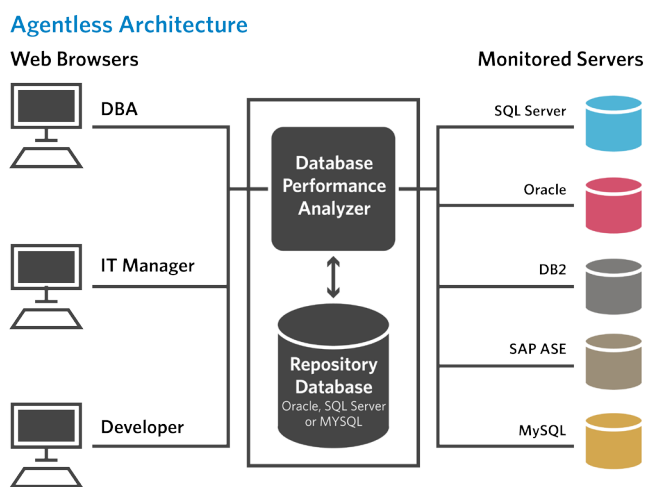 Agentless Architecture
Web Browsers
Monitored Servers
DBA
IT Manager
Developer
Database
Performance
Analyzer
Repository
Database
Oracle, SQL Server
or MYSQL
SQL Server
Oracle
DB2
SAP ASE
MySQL